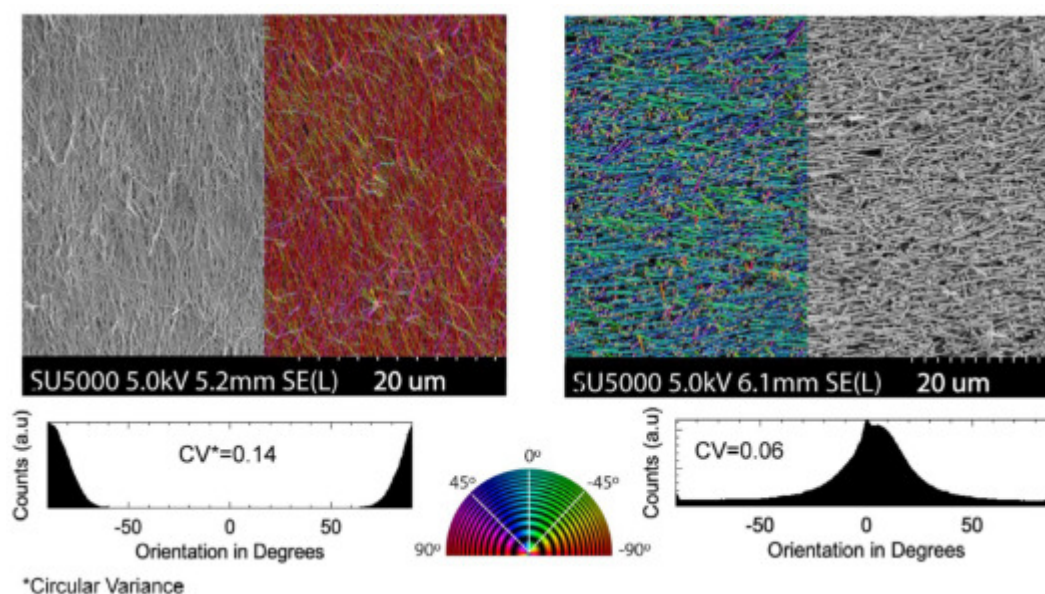 SU5000 5.0kV 5.2mm SE(L) 20 um
SU5000 5.0kV 6.1mm SE(L) 20 um
Counts (a.u)
CV*=0.14
-50 0 50
Orientation in Degrees
*Circular Variance
0º
45º -45º
90º -90º
Counts (a.u)
CV=0.06
-50 0 50
Orientation in Degrees